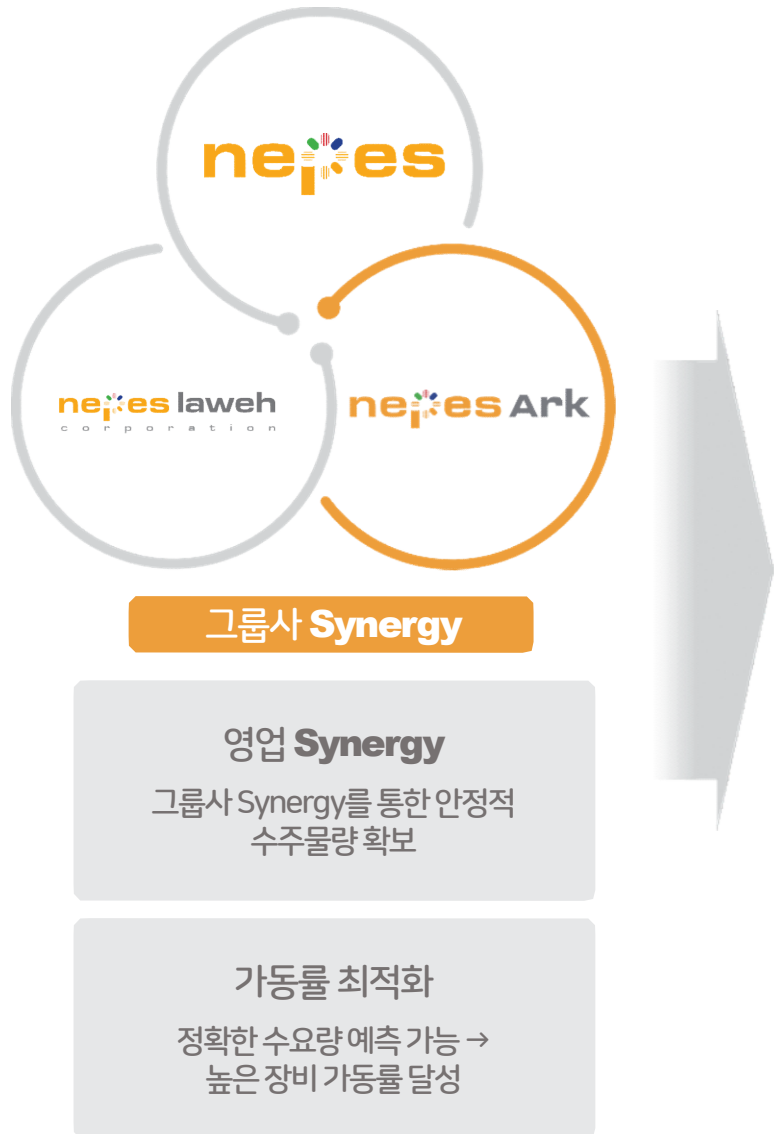 nepes
nepes laweh
corporation
nepes Ark
그룹사 Synergy
영업 Synergy
그룹사 Synergy를 통한 안정적
수주물량 확보
가동률 최적화
정확한 수요량 예측 가능 →
높은 장비 가동률 달성